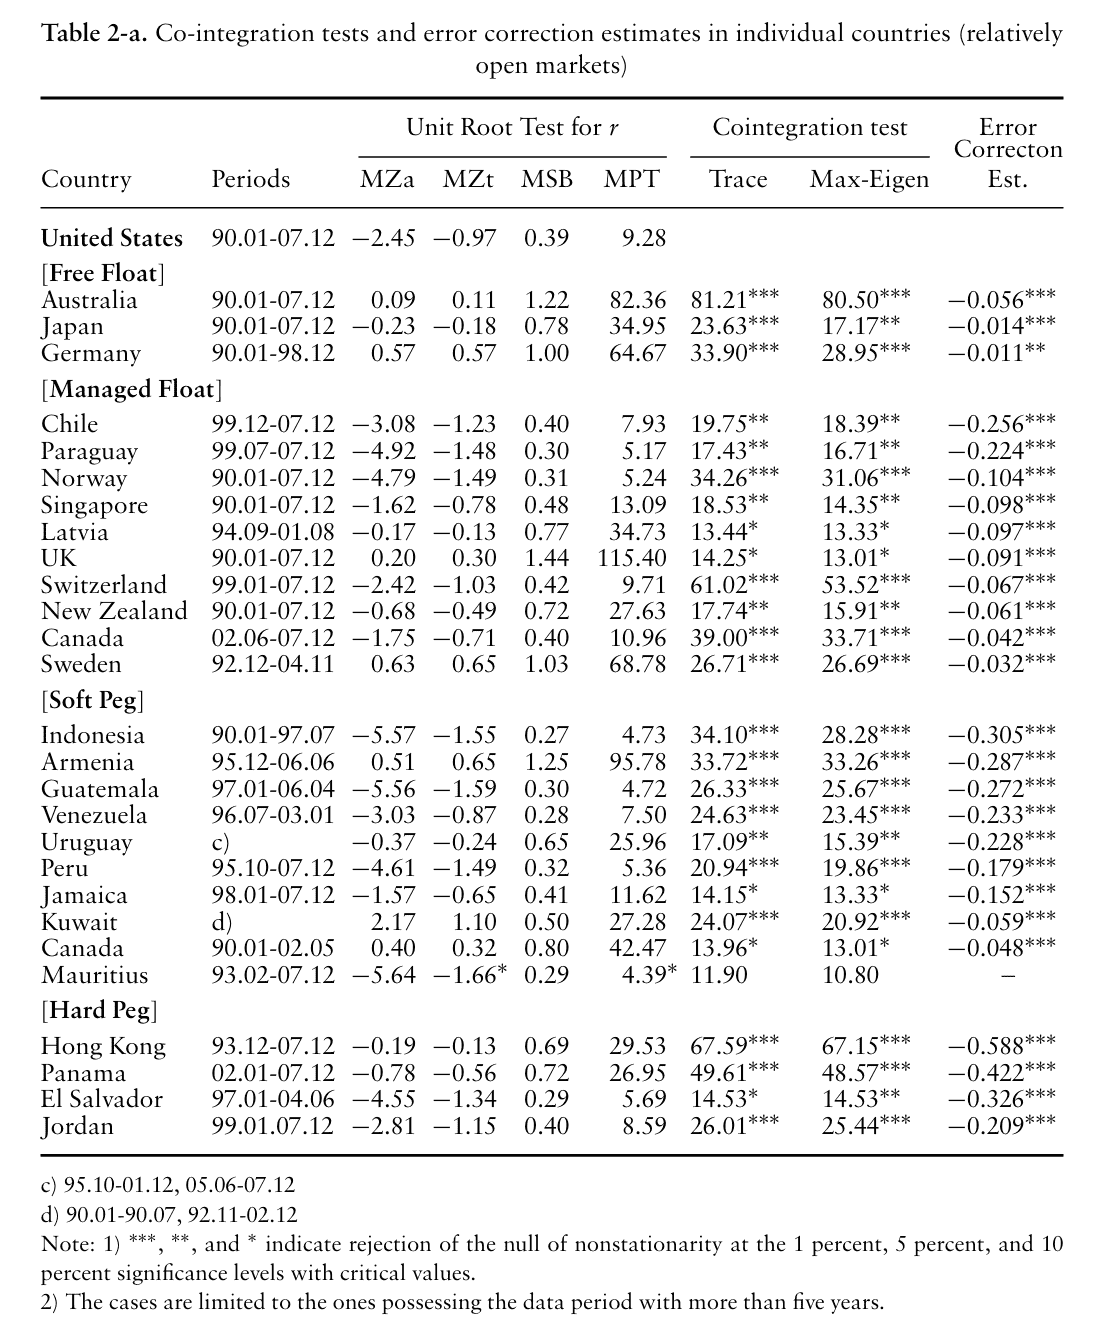 Table 2-a. Co-integration tests and error correction estimates in individual countries (relatively
open markets)
Unit Root Test for r Cointegration test Error
Correcton
Country Periods MZa MZt MSB MPT Trace Max-Eigen Est.
United States 90.01-07.12 −2.45 −0.97 0.39 9.28
[Free Float]
Australia 90.01-07.12 0.09 0.11 1.22 82.36 81.21*** 80.50*** −0.056***
Japan 90.01-07.12 −0.23 −0.18 0.78 34.95 23.63*** 17.17** −0.014***
Germany 90.01-98.12 0.57 0.57 1.00 64.67 33.90*** 28.95*** −0.011**
[Managed Float]
Chile 99.12-07.12 −3.08 −1.23 0.40 7.93 19.75** 18.39** −0.256***
Paraguay 99.07-07.12 −4.92 −1.48 0.30 5.17 17.43** 16.71** −0.224***
Norway 90.01-07.12 −4.79 −1.49 0.31 5.24 34.26*** 31.06*** −0.104***
Singapore 90.01-07.12 −1.62 −0.78 0.48 13.09 18.53** 14.35** −0.098***
Latvia 94.09-01.08 −0.17 −0.13 0.77 34.73 13.44* 13.33* −0.097***
UK 90.01-07.12 0.20 0.30 1.44 115.40 14.25* 13.01* −0.091***
Switzerland 99.01-07.12 −2.42 −1.03 0.42 9.71 61.02*** 53.52*** −0.067***
New Zealand 90.01-07.12 −0.68 −0.49 0.72 27.63 17.74** 15.91** −0.061***
Canada 02.06-07.12 −1.75 −0.71 0.40 10.96 39.00*** 33.71*** −0.042***
Sweden 92.12-04.11 0.63 0.65 1.03 68.78 26.71*** 26.69*** −0.032***
[Soft Peg]
Indonesia 90.01-97.07 −5.57 −1.55 0.27 4.73 34.10*** 28.28*** −0.305***
Armenia 95.12-06.06 0.51 0.65 1.25 95.78 33.72*** 33.26*** −0.287***
Guatemala 97.01-06.04 −5.56 −1.59 0.30 4.72 26.33*** 25.67*** −0.272***
Venezuela 96.07-03.01 −3.03 −0.87 0.28 7.50 24.63*** 23.45*** −0.233***
Uruguay c) −0.37 −0.24 0.65 25.96 17.09** 15.39** −0.228***
Peru 95.10-07.12 −4.61 −1.49 0.32 5.36 20.94*** 19.86*** −0.179***
Jamaica 98.01-07.12 −1.57 −0.65 0.41 11.62 14.15* 13.33* −0.152***
Kuwait d) 2.17 1.10 0.50 27.28 24.07*** 20.92*** −0.059***
Canada 90.01-02.05 0.40 0.32 0.80 42.47 13.96* 13.01* −0.048***
Mauritius 93.02-07.12 −5.64 −1.66* 0.29 4.39* 11.90 10.80 –
[Hard Peg]
Hong Kong 93.12-07.12 −0.19 −0.13 0.69 29.53 67.59*** 67.15*** −0.588***
Panama 02.01-07.12 −0.78 −0.56 0.72 26.95 49.61*** 48.57*** −0.422***
El Salvador 97.01-04.06 −4.55 −1.34 0.29 5.69 14.53* 14.53** −0.326***
Jordan 99.01.07.12 −2.81 −1.15 0.40 8.59 26.01*** 25.44*** −0.209***
c) 95.10-01.12, 05.06-07.12
d) 90.01-90.07, 92.11-02.12
Note: 1) ***, **, and * indicate rejection of the null of nonstationarity at the 1 percent, 5 percent, and 10
percent significance levels with critical values.
2) The cases are limited to the ones possessing the data period with more than five years.